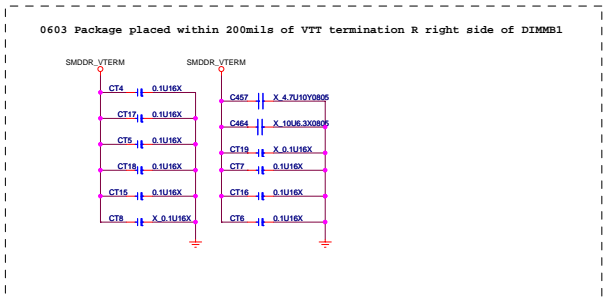 0603 Package placed within 200mils of VTT termination R right side of DIMMB1
SMDDR_VTERM SMDDR_VTERM
CT4 0.1U16X
C457 X_4.7U10Y0805
CT17 0.1U16X
C464 X_10U6.3X0805
CT5 0.1U16X
CT19 X_0.1U16X
CT18 0.1U16X
CT7 0.1U16X
CT15 0.1U16X
CT16 0.1U16X
CT8 X_0.1U16X
CT6 0.1U16X